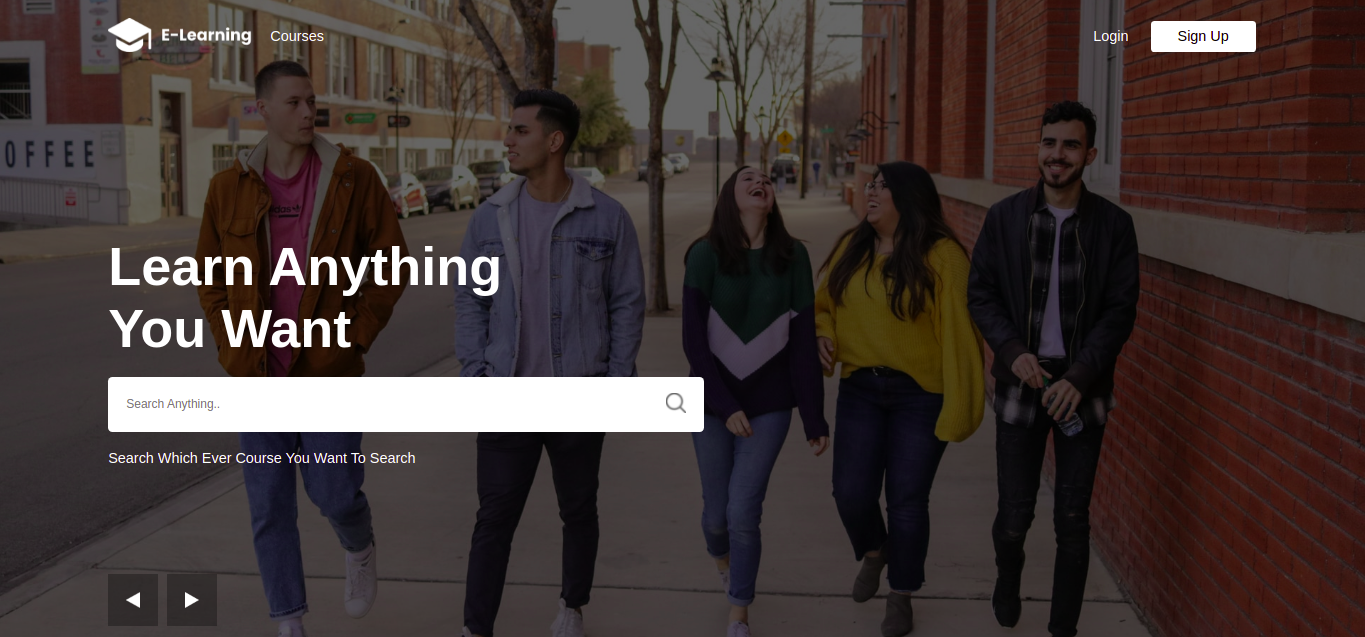 E-Learning
Courses
Login
Sign Up
OFFEE
adidas
Learn Anything
You Want
Search Anything..
Search Which Ever Course You Want To Search